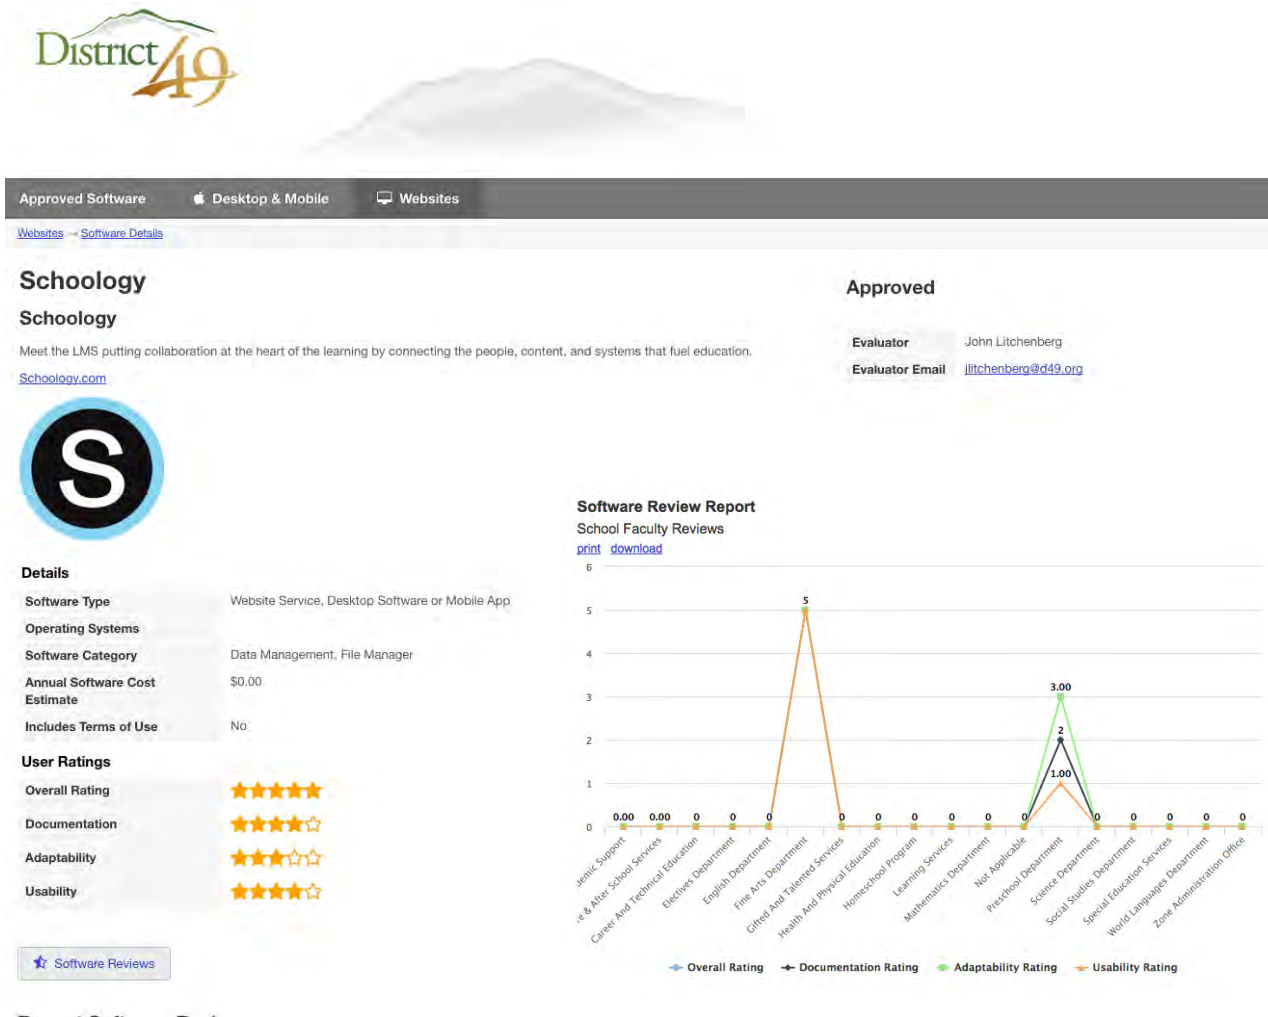 District
49
Approved Software
Desktop & Mobile
Websites
Websites → Software Details
Schoology
Schoology
Meet the LMS putting collaboration at the heart of the learning by connecting the people, content, and systems that fuel education.
Schoology.com
S
Approved
Evaluator John Litchenberg
Evaluator Email jlitchenberg@d49.org
Details
Software Type Website Service, Desktop Software or Mobile App
Operating Systems
Software Category Data Management, File Manager
Annual Software Cost $0.00
Estimate
Includes Terms of Use No
User Ratings
Overall Rating
Documentation
Adaptability
Usability
Software Reviews
Software Review Report
School Faculty Reviews
print download
6
5
4
3
2
1
0
5
3.00
2
1.00
0.00 0.00 0 0 0 0 0 0 0 0 0 0 0 0 0 0
demic Support
e & After School Services
Career And Technical Education
Electives Department
English Department
Fine Arts Department
Gifted And Talented Services
Health And Physical Education
Homeschool Program
Learning Services
Mathematics Department
Not Applicable
Preschool Department
Science Department
Social Studies Department
Special Education Services
World Languages Department
Zone Administration Office
Overall Rating Documentation Rating Adaptability Rating Usability Rating